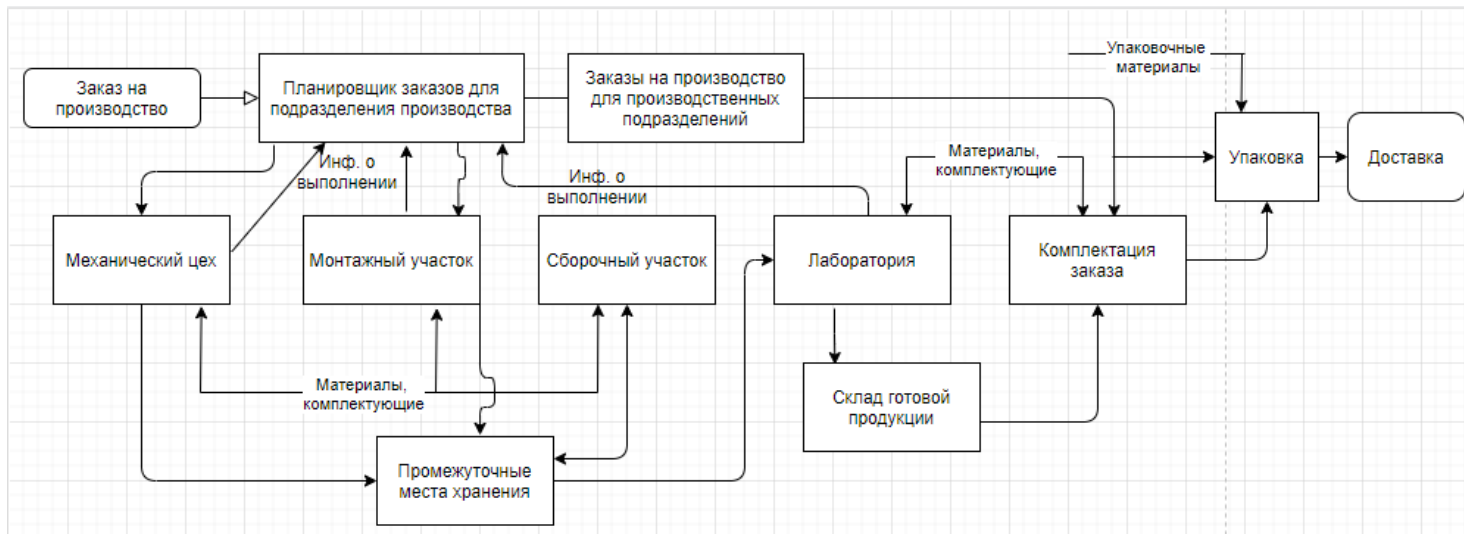 Заказ на
производство
Планировщик заказов для
подразделения производства
Заказы на производство
для производственных
подразделений
Упаковочные
материалы
Упаковка
Доставка
Инф. о
выполнении
Инф. о
выполнении
Материалы,
комплектующие
Механический цех
Монтажный участок
Сборочный участок
Лаборатория
Комплектация
заказа
Материалы,
комплектующие
Склад готовой
продукции
Промежуточные
места хранения